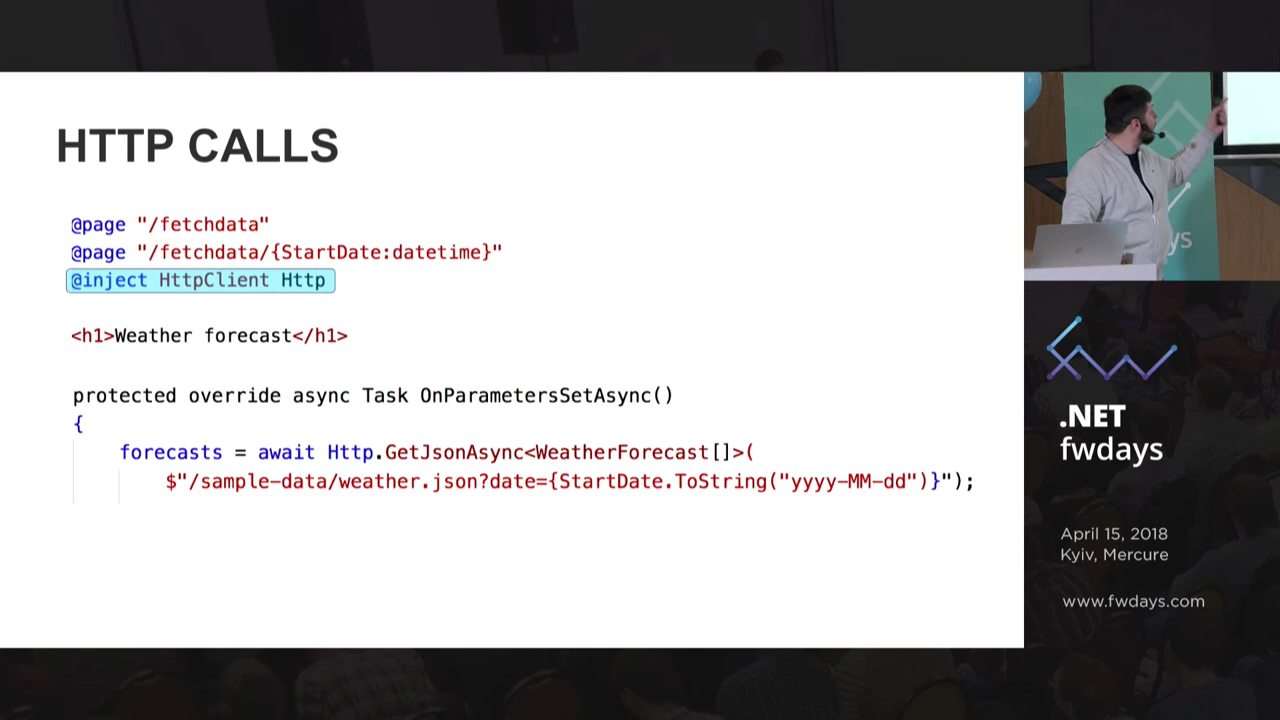 HTTP CALLS
@page "/fetchdata"
@page "/fetchdata/{StartDate:datetime}"
@inject HttpClient Http
<h1>Weather forecast</h1>
protected override async Task OnParametersSetAsync()
{
forecasts = await Http.GetJsonAsync<WeatherForecast[]>(
$"/sample-data/weather.json?date={StartDate.ToString("yyyy-MM-dd")}");
ys
.NET
fwdays
April 15, 2018
Kyiv, Mercure
www.fwdays.com